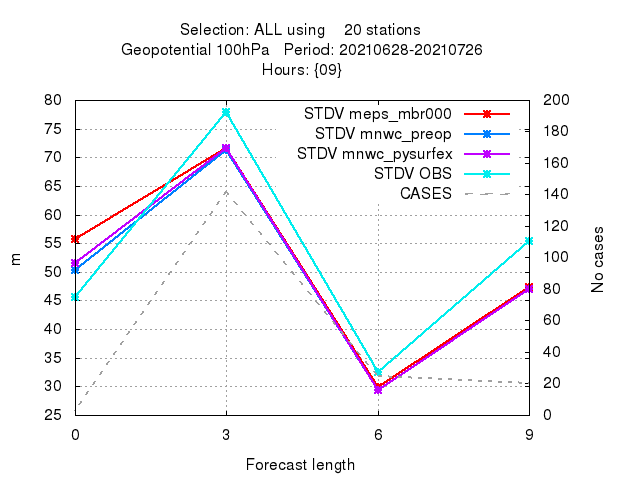 Selection: ALL using    20 stations
Geopotential 100hPa   Period: 20210628-20210726
Hours: {09}
80
75
70
65
60
55
50
45
40
35
30
25
200
180
160
140
120
100
80
60
40
20
0
STDV meps_mbr000
STDV mnwc_preop
STDV mnwc_pysurfex
STDV OBS
CASES
m
No cases
0 3 6 9
Forecast length